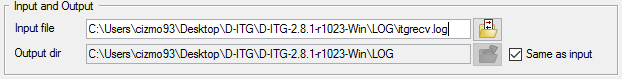 Input and Output
Input file C:\Users\cizmo93\Desktop\D-ITG\D-ITG-2.8.1-r1023-Win\LOG\itgrecv.log
Output dir C:\Users\cizmo93\Desktop\D-ITG\D-ITG-2.8.1-r1023-Win\LOG Same as input